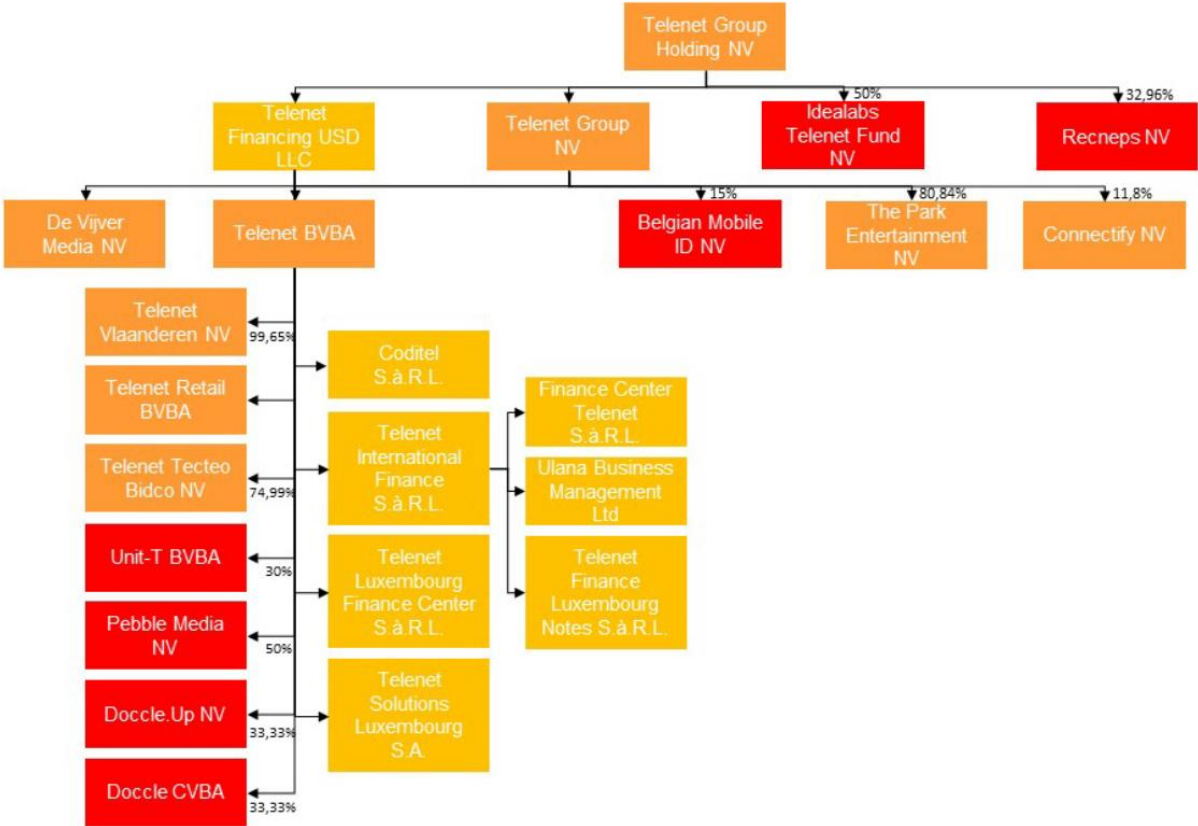 Telenet Group
Holding NV
50%
32,96%
Telenet
Financing USD
LLC
Telenet Group
NV
Idealabs
Telenet Fund
NV
Recneps NV
15%
80,84%
11,8%
De Vijver
Media NV
Telenet BVBA
Belgian Mobile
ID NV
The Park
Entertainment
NV
Connectify NV
Telenet
Vlaanderen NV
99,65%
Telenet Retail
BVBA
Telenet Tecteo
Bidco NV
74,99%
Unit-T BVBA
30%
Pebble Media
NV
50%
Doccle.Up NV
33,33%
Doccle CVBA
33,33%
Coditel
S.à.R.L.
Telenet
International
Finance
S.à.R.L.
Telenet
Luxembourg
Finance Center
S.à.R.L.
Telenet
Solutions
Luxembourg
S.A.
Finance Center
Telenet
S.à.R.L.
Ulana Business
Management
Ltd
Telenet
Finance
Luxembourg
Notes S.à.R.L.